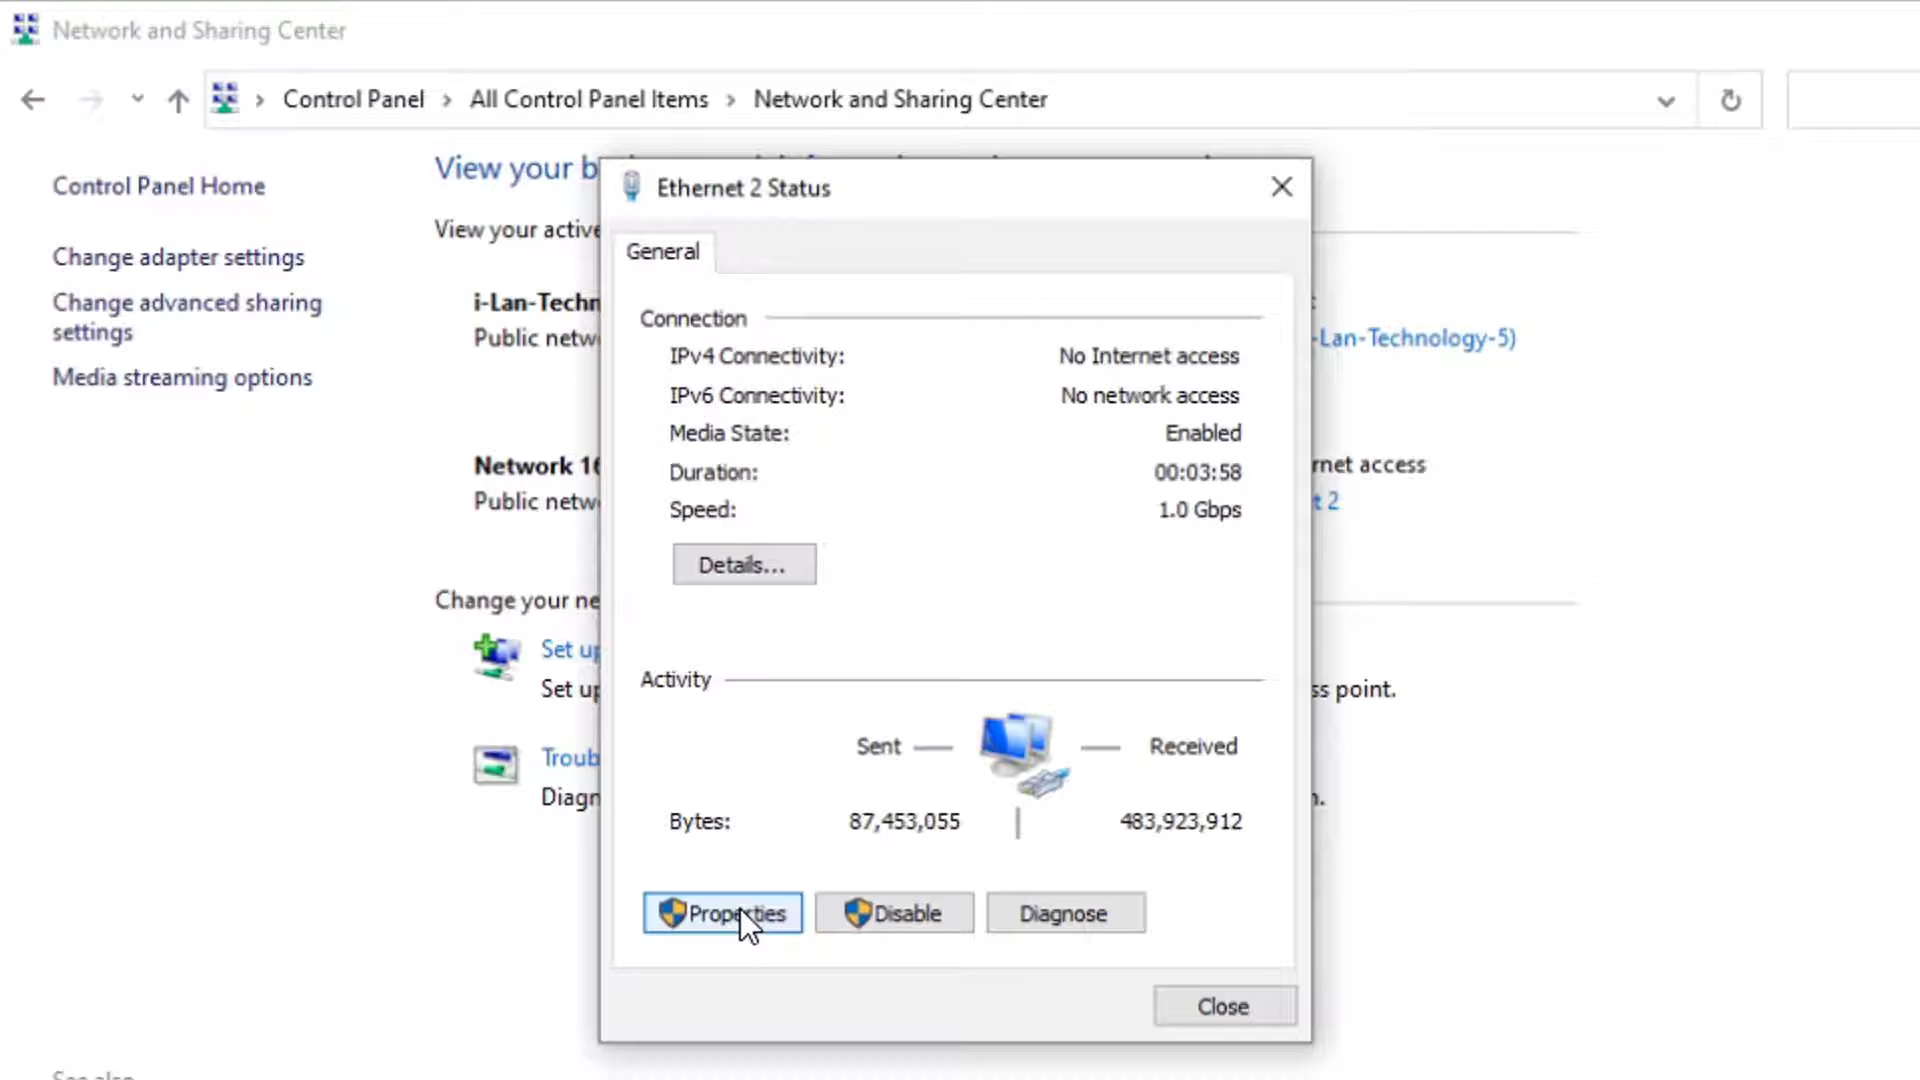 Network and Sharing Center
Control Panel › All Control Panel Items › Network and Sharing Center
Control Panel Home
Change adapter settings
Change advanced sharing
settings
Media streaming options
View your
View your active
i-Lan-Techn
Public netw
-Lan-Technology-5)
Network 16
Public netw
rnet access
t 2
Change your ne
Set up
Set up
ss point.
Troub
Diagn
Ethernet 2 Status
General
Connection
IPv4 Connectivity: No Internet access
IPv6 Connectivity: No network access
Media State: Enabled
Duration: 00:03:58
Speed: 1.0 Gbps
Details...
Activity
Sent — — Received
Bytes: 87,453,055 | 483,923,912
Properties Disable Diagnose
Close